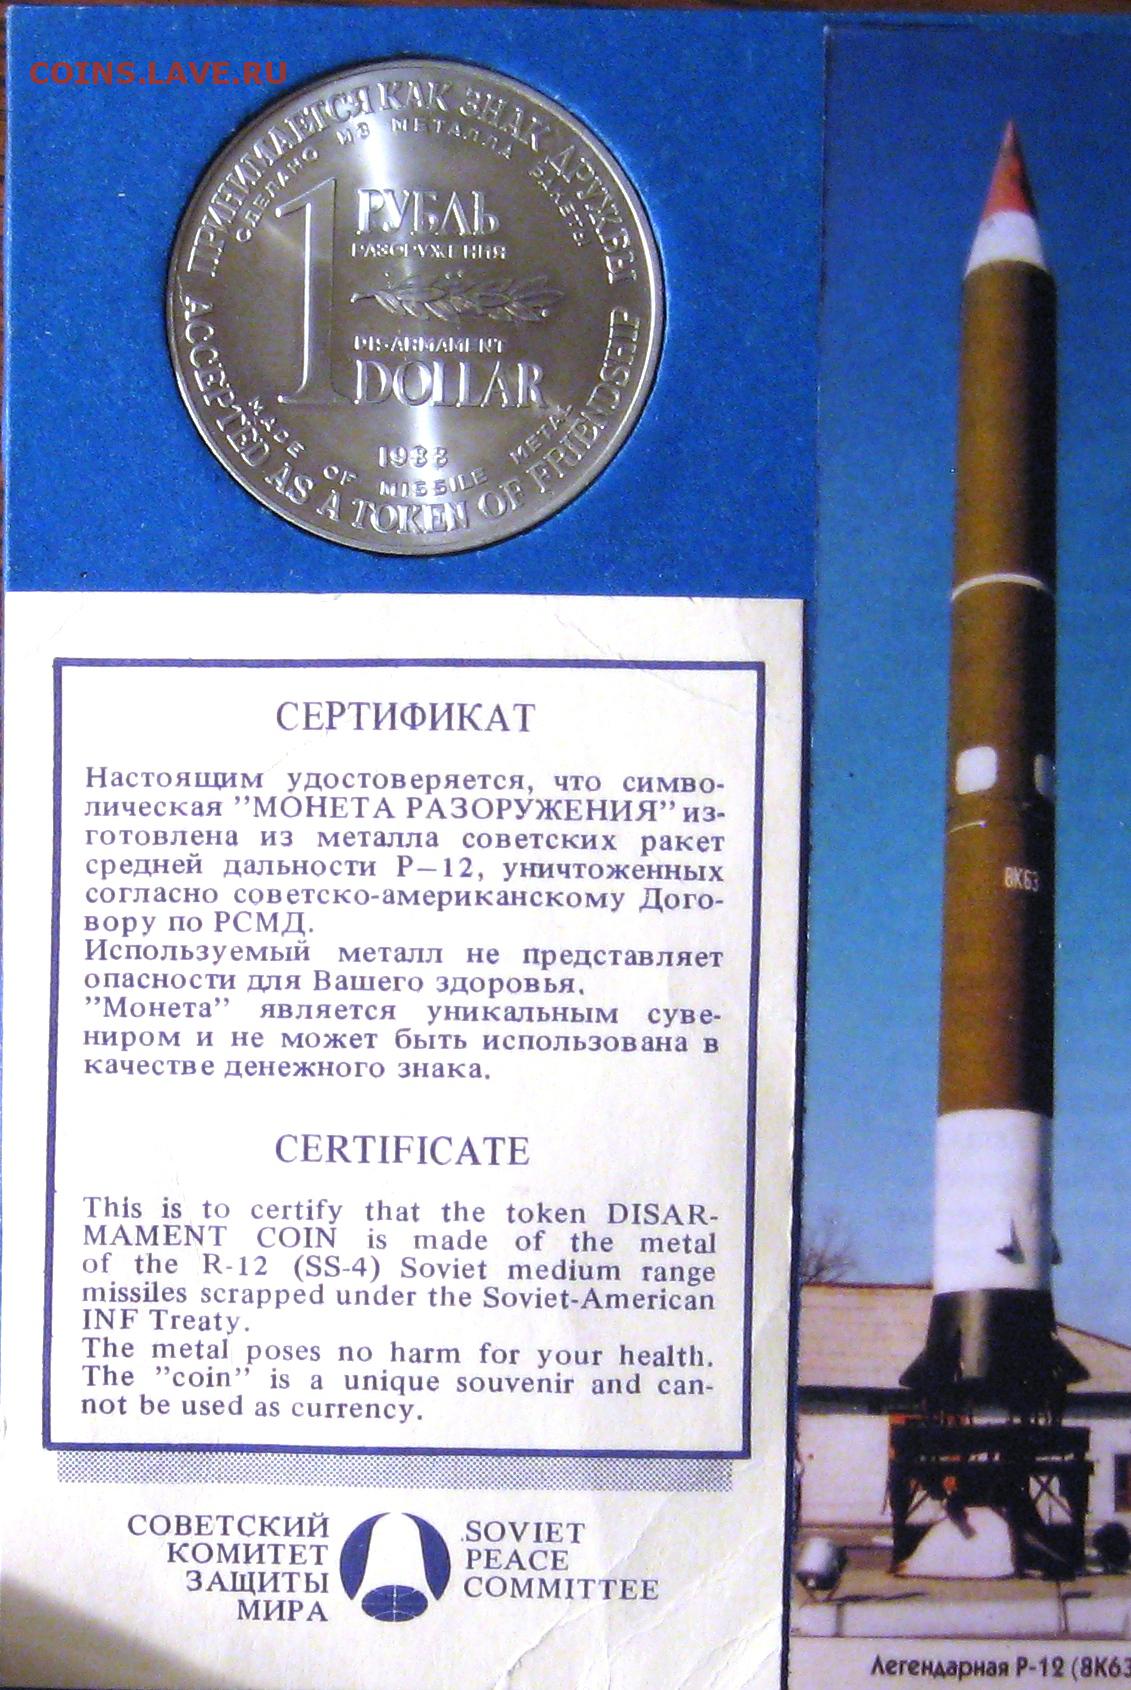 COINS.LAVE.RU
ПРИНИМАЕТСЯ КАК ЗНАК ДРУЖБЫ
СДЕЛАНО ИЗ МЕТАЛЛА РАКЕТЫ
1
РУБЛЬ
РАЗОРУЖЕНИЯ
DISARMAMENT
DOLLAR
1988
MADE OF MISSILE METAL
ACCEPTED AS A TOKEN OF FRIENDSHIP
СЕРТИФИКАТ
Настоящим удостоверяется, что симво-
лическая "МОНЕТА РАЗОРУЖЕНИЯ" из-
готовлена из металла советских ракет
средней дальности Р–12, уничтоженных
согласно советско-американскому Дого-
вору по РСМД.
Используемый металл не представляет
опасности для Вашего здоровья.
"Монета" является уникальным суве-
ниром и не может быть использована в
качестве денежного знака.
CERTIFICATE
This is to certify that the token DISAR-
MAMENT COIN is made of the metal
of the R-12 (SS-4) Soviet medium range
missiles scrapped under the Soviet-American
INF Treaty.
The metal poses no harm for your health.
The "coin" is a unique souvenir and can-
not be used as currency.
СОВЕТСКИЙ
КОМИТЕТ
ЗАЩИТЫ
МИРА
SOVIET
PEACE
COMMITTEE
8К63
Легендарная Р-12 (8К63